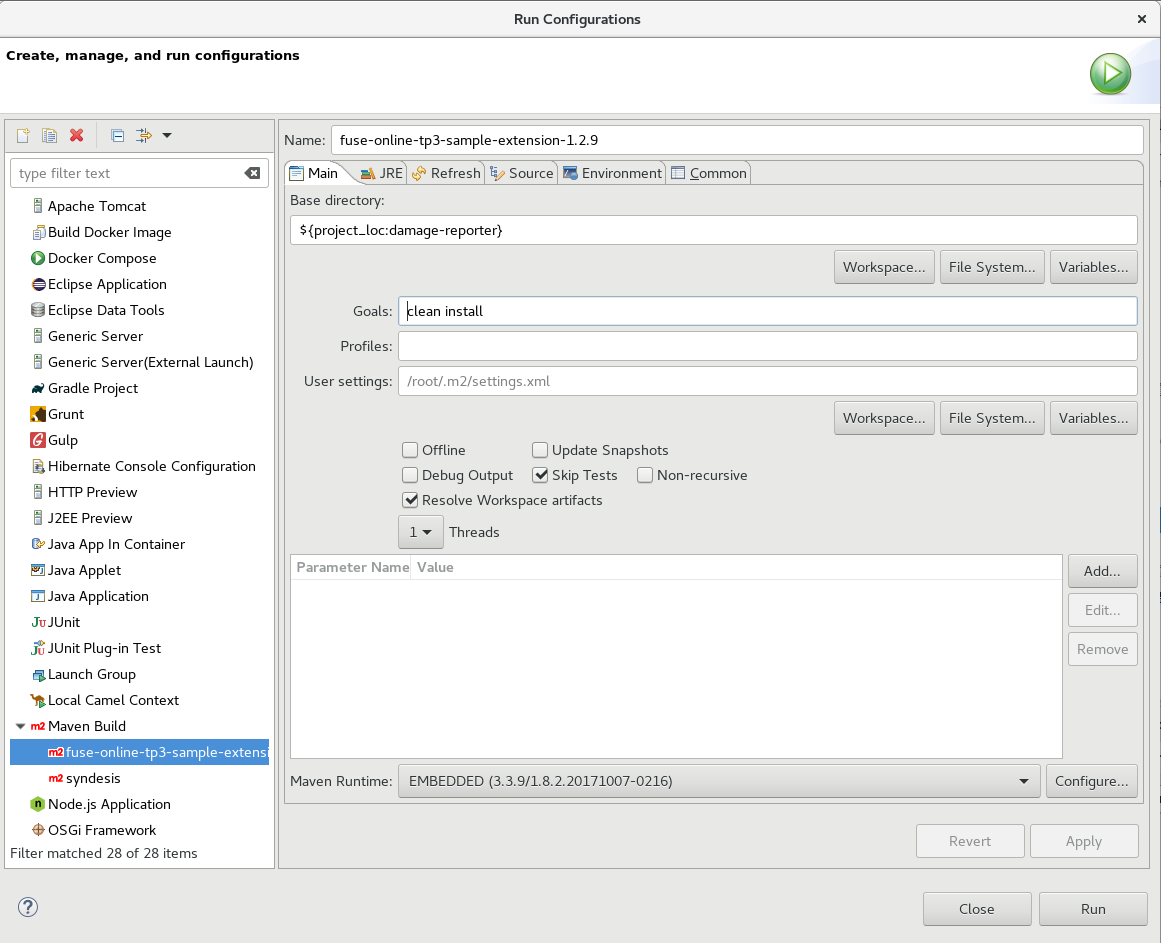 Run Configurations
Create, manage, and run configurations
type filter text
Apache Tomcat
Build Docker Image
Docker Compose
Eclipse Application
Eclipse Data Tools
Generic Server
Generic Server(External Launch)
Gradle Project
Grunt
Gulp
Hibernate Console Configuration
HTTP Preview
J2EE Preview
Java App In Container
Java Applet
Java Application
JUnit
JUnit Plug-in Test
Launch Group
Local Camel Context
m2 Maven Build
m2 fuse-online-tp3-sample-extensi
m2 syndesis
Node.js Application
OSGi Framework
Filter matched 28 of 28 items
Name: fuse-online-tp3-sample-extension-1.2.9
Main JRE Refresh Source Environment Common
Base directory:
${project_loc:damage-reporter}
Workspace... File System... Variables...
Goals: clean install
Profiles:
User settings: /root/.m2/settings.xml
Workspace... File System... Variables...
Offline Update Snapshots
Debug Output Skip Tests Non-recursive
Resolve Workspace artifacts
1 Threads
Parameter Name Value
Add...
Edit...
Remove
Maven Runtime: EMBEDDED (3.3.9/1.8.2.20171007-0216) Configure...
Revert Apply
Close Run